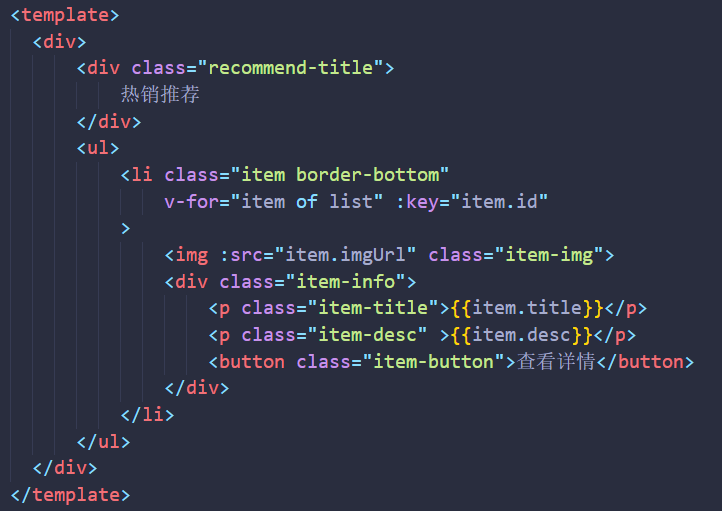 <template>
<div>
<div class="recommend-title">
热销推荐
</div>
<ul>
<li class="item border-bottom"
v-for="item of list" :key="item.id"
>
<img :src="item.imgUrl" class="item-img">
<div class="item-info">
<p class="item-title">{{item.title}}</p>
<p class="item-desc" >{{item.desc}}</p>
<button class="item-button">查看详情</button>
</div>
</li>
</ul>
</div>
</template>